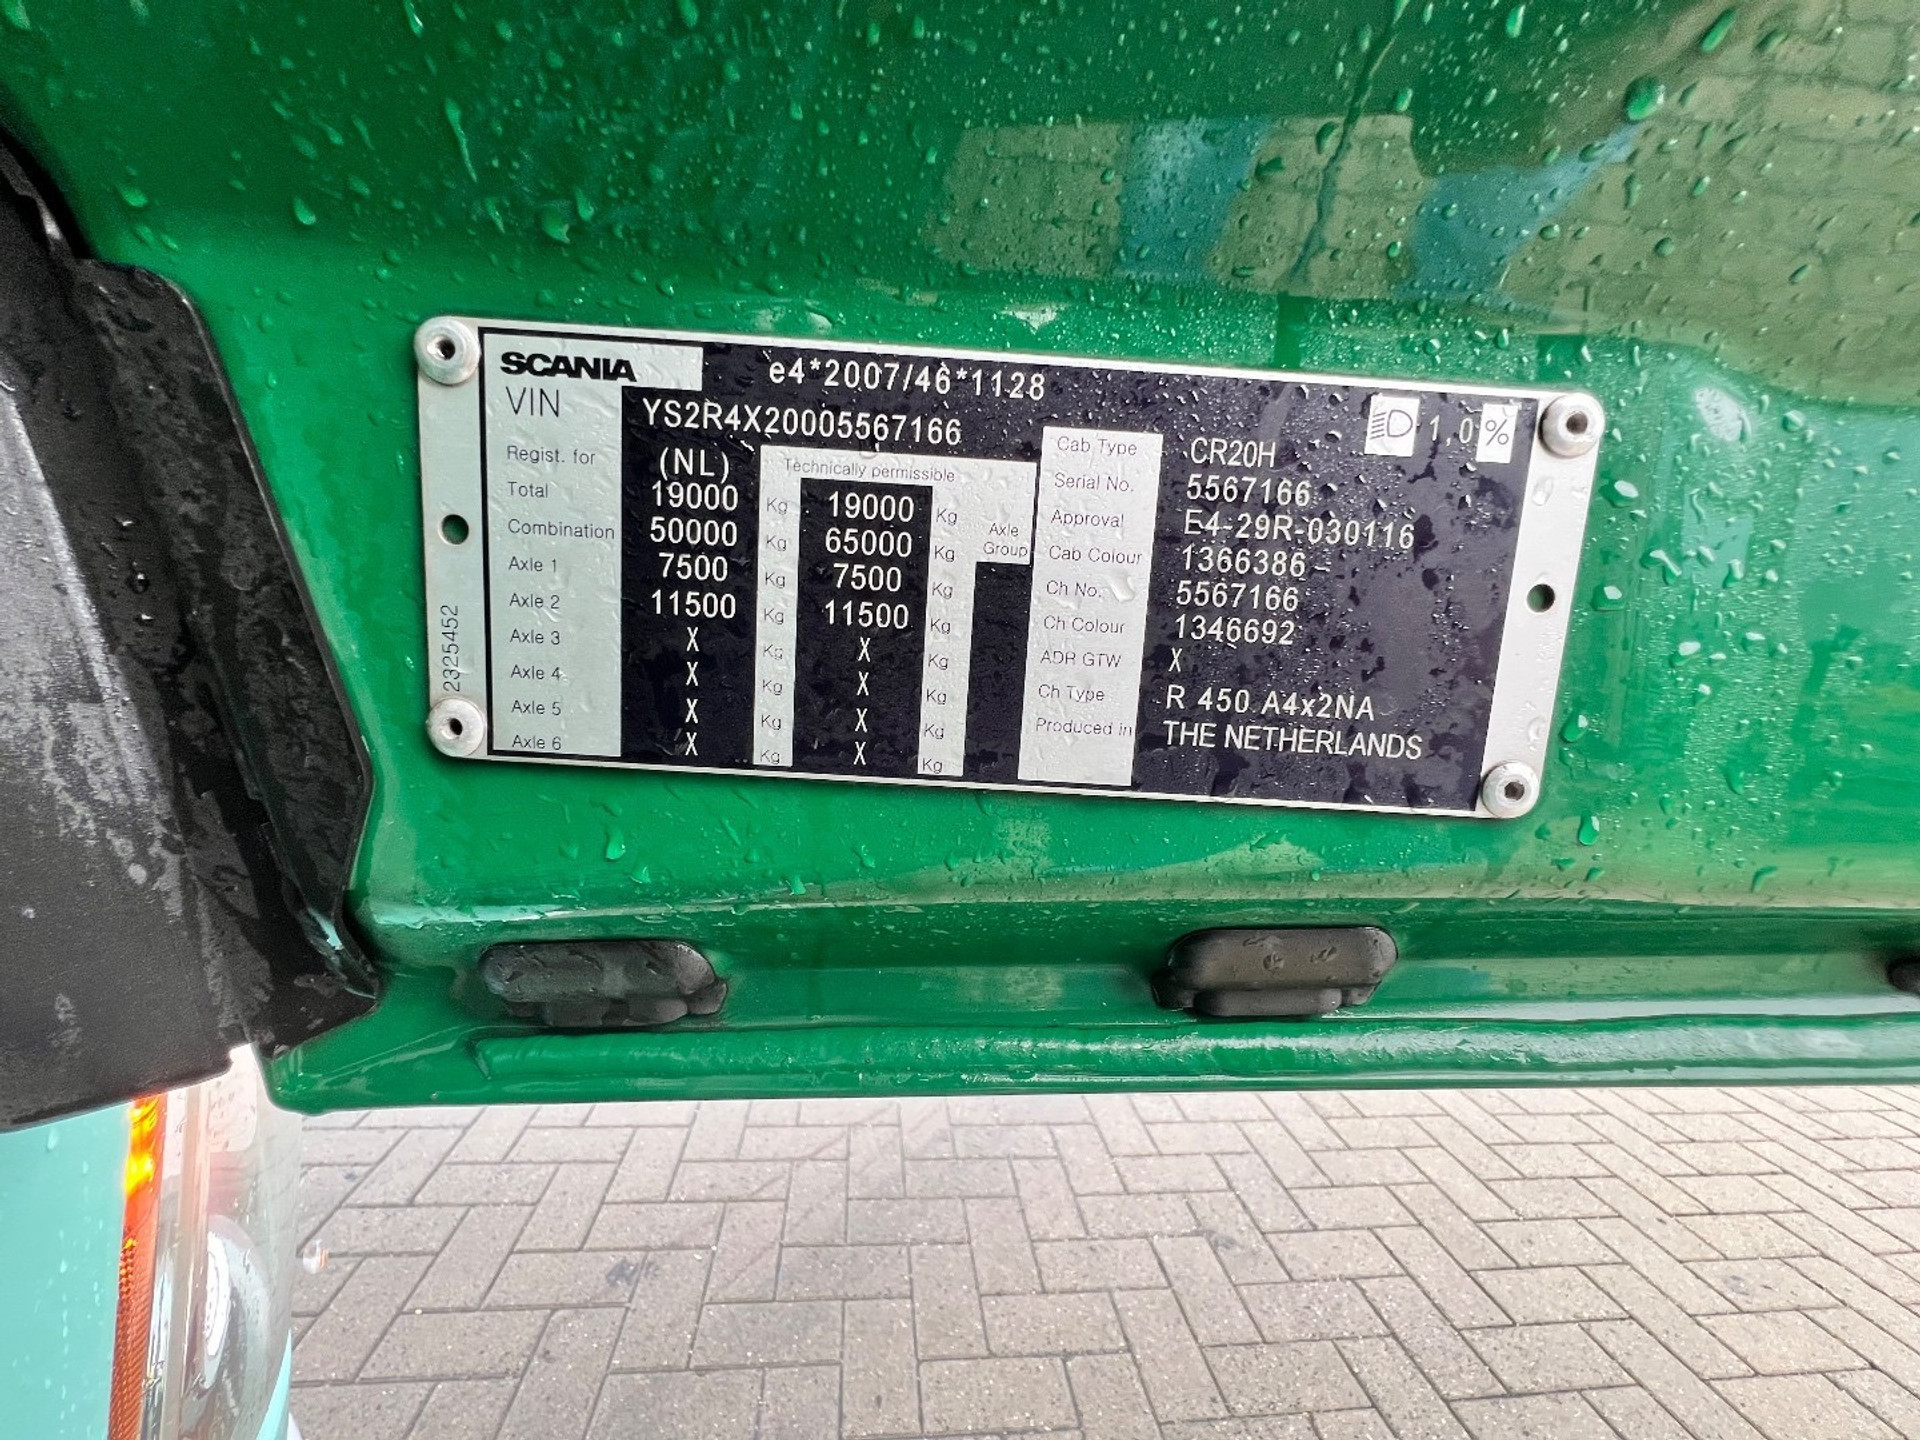 SCANIA e4*2007/46*1128
VIN YS2R4X20005567166
Regist. for (NL) Technically permissible
Total 19000 Kg 19000 Kg
Combination 50000 Kg 65000 Kg Axle Group
Axle 1 7500 Kg 7500 Kg
Axle 2 11500 Kg 11500 Kg
Axle 3 X Kg X Kg
Axle 4 X Kg X Kg
Axle 5 X Kg X Kg
Axle 6 X Kg X Kg
2325452
1,0 %
Cab Type CR20H
Serial No. 5567166
Approval E4-29R-030116
Cab Colour 1366386
Ch No. 5567166
Ch Colour 1346692
ADR GTW X
Ch Type R 450 A4x2NA
Produced in THE NETHERLANDS